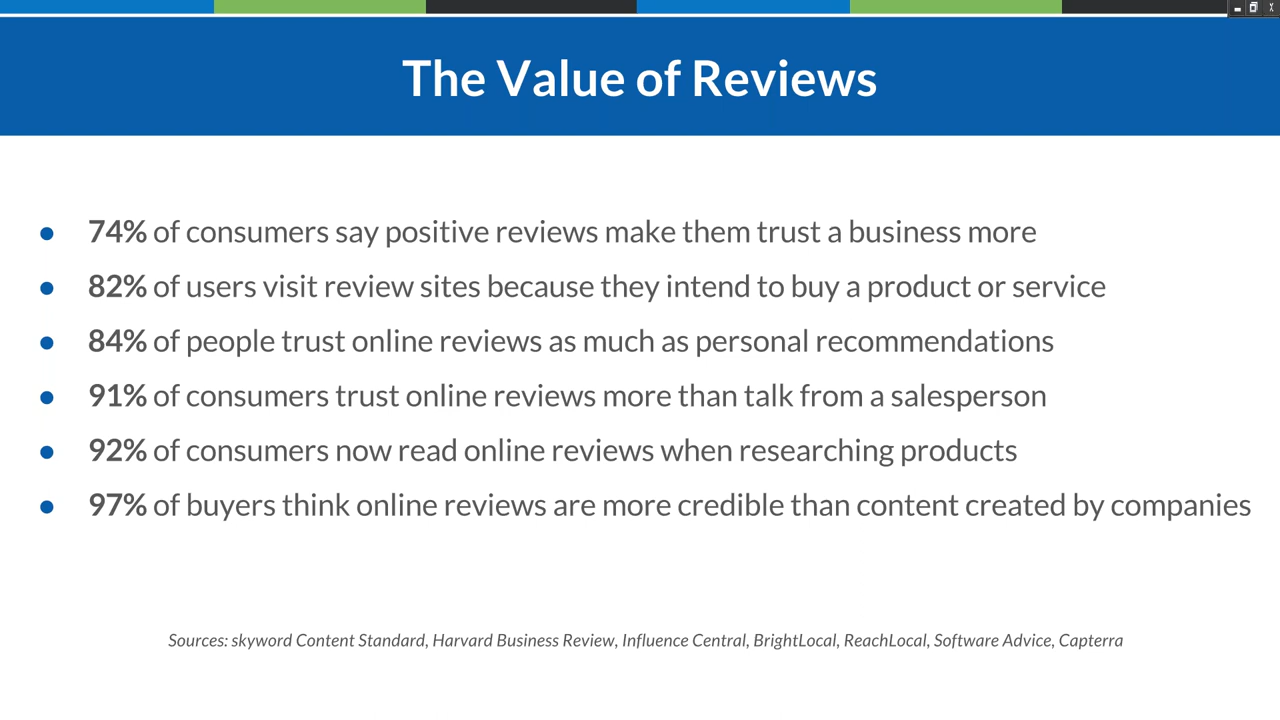 The Value of Reviews
● 74% of consumers say positive reviews make them trust a business more
● 82% of users visit review sites because they intend to buy a product or service
● 84% of people trust online reviews as much as personal recommendations
● 91% of consumers trust online reviews more than talk from a salesperson
● 92% of consumers now read online reviews when researching products
● 97% of buyers think online reviews are more credible than content created by companies
Sources: skyword Content Standard, Harvard Business Review, Influence Central, BrightLocal, ReachLocal, Software Advice, Capterra